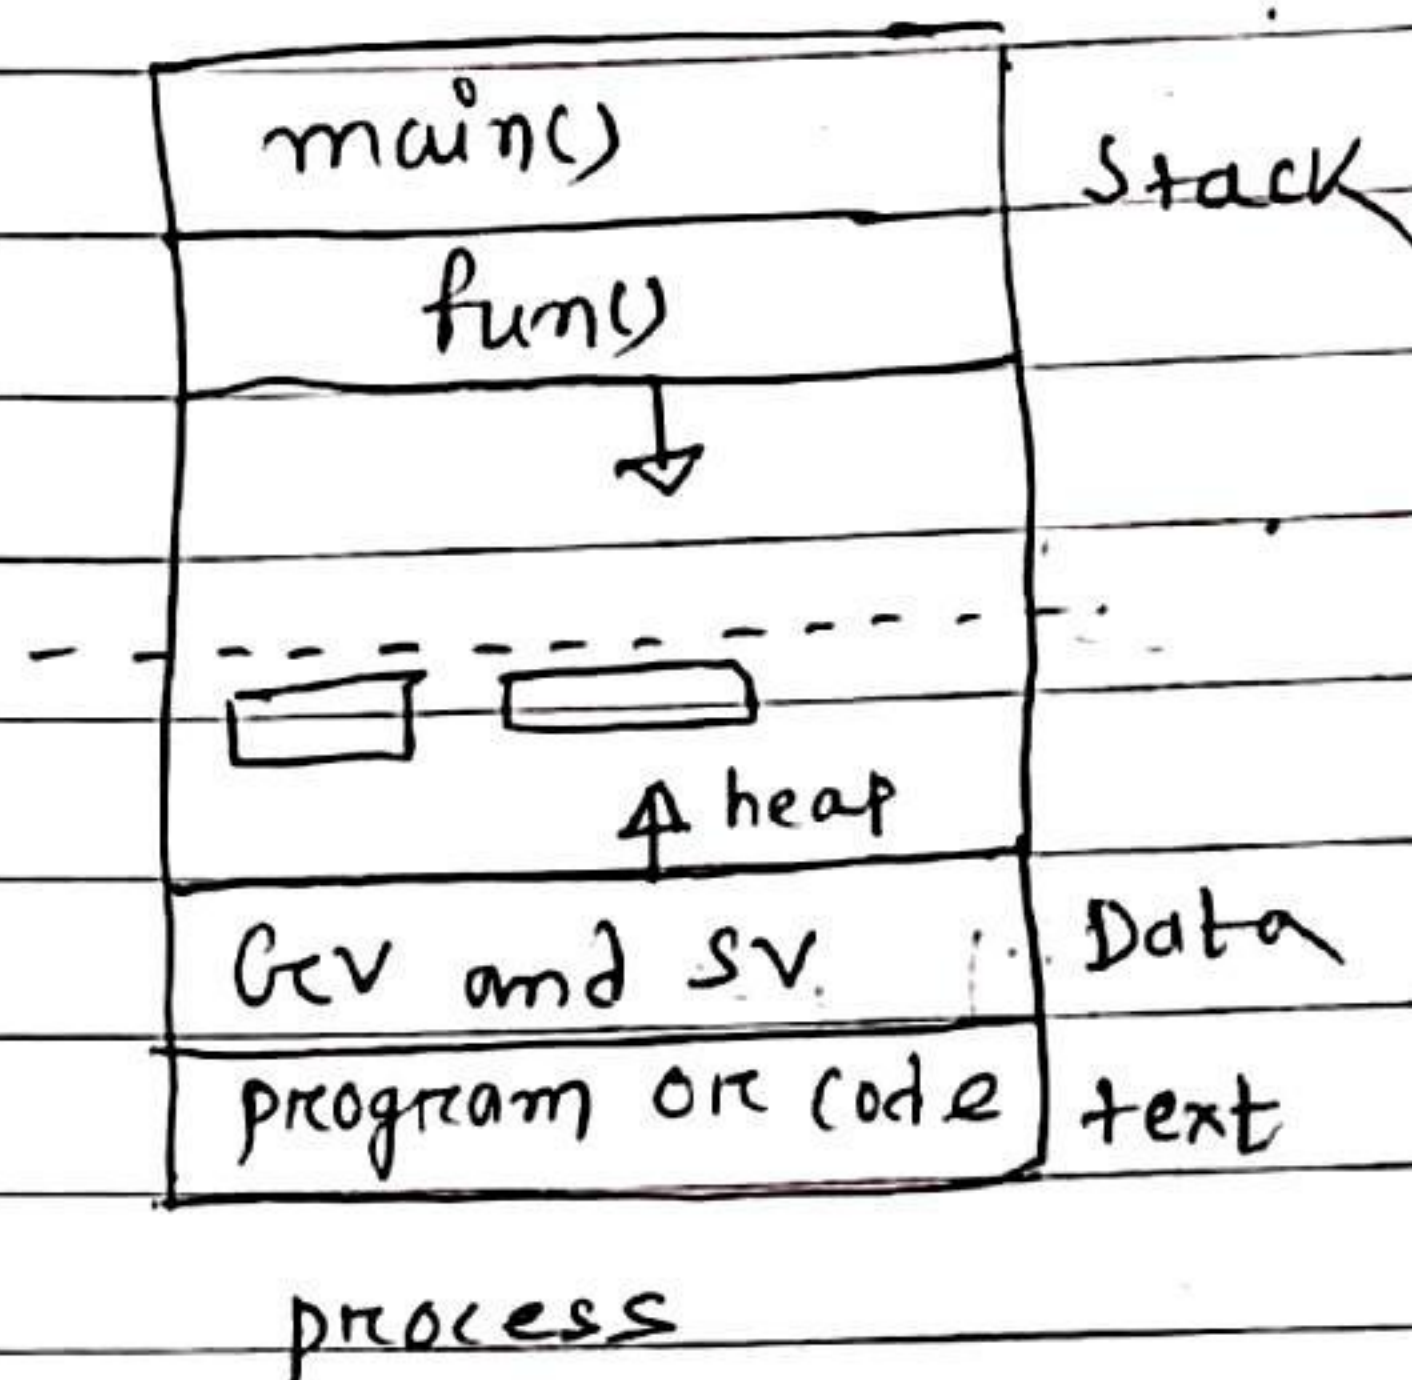 main()
Stack
fun()
heap
GV and SV.
Data
program or code
text
process